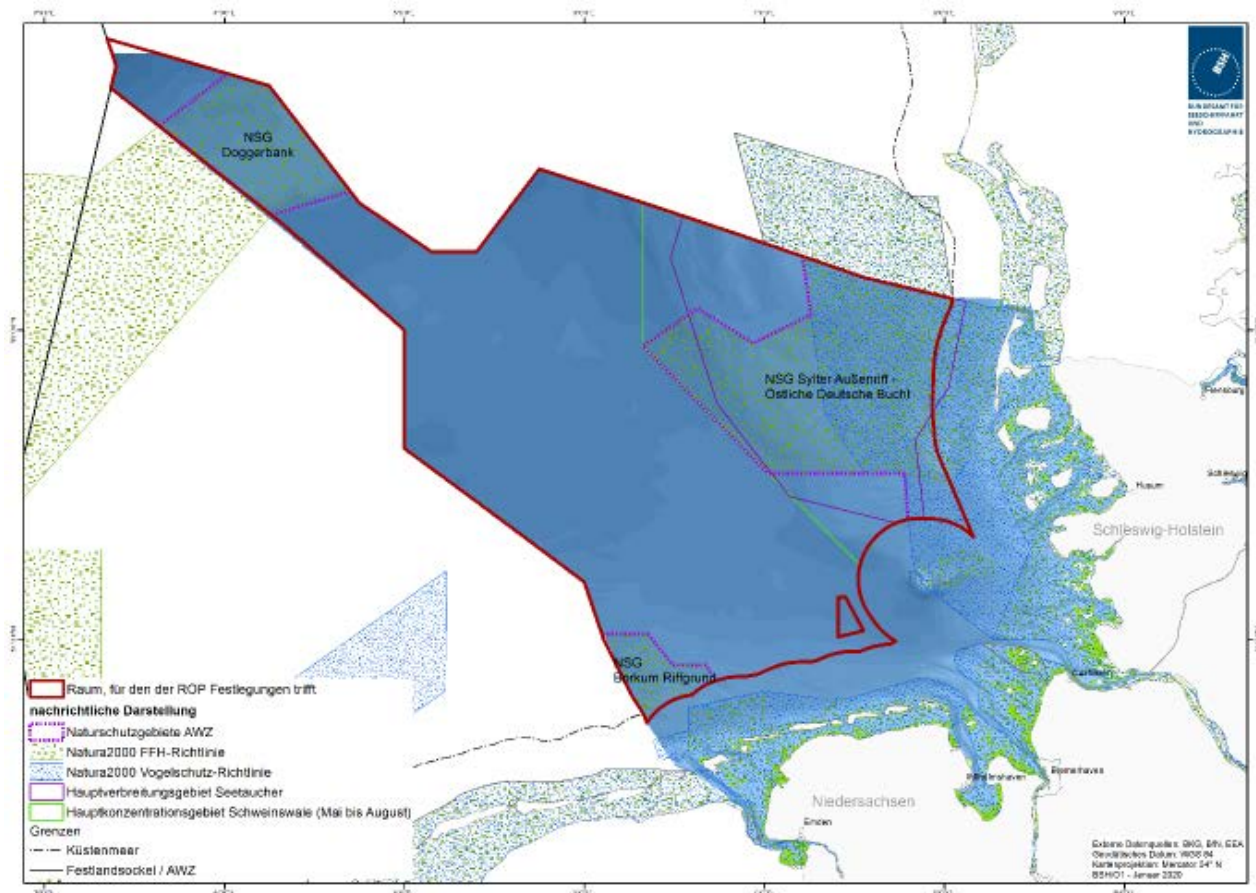 BSH
BUNDESAMT FÜR
SEESCHIFFFAHRT
UND
HYDROGRAPHIE
NSG
Doggerbank
NSG Sylter Außenriff -
Östliche Deutsche Bucht
Flensburg
Schleswig
Husum
Schleswig-Holstein
NSG
Borkum Riffgrund
Cuxhaven
Bremerhaven
Wilhelmshaven
Niedersachsen
Emden
Raum, für den der ROP Festlegungen trifft
nachrichtliche Darstellung
Naturschutzgebiete AWZ
Natura2000 FFH-Richtlinie
Natura2000 Vogelschutz-Richtlinie
Hauptverbreitungsgebiet Seetaucher
Hauptkonzentrationsgebiet Schweinswale (Mai bis August)
Grenzen
Küstenmeer
Festlandsockel / AWZ
Externe Datenquellen: BKG, BfN, EEA
Geodätisches Datum: WGS 84
Kartenprojektion: Mercator 54° N
BSH/O1 - Januar 2020